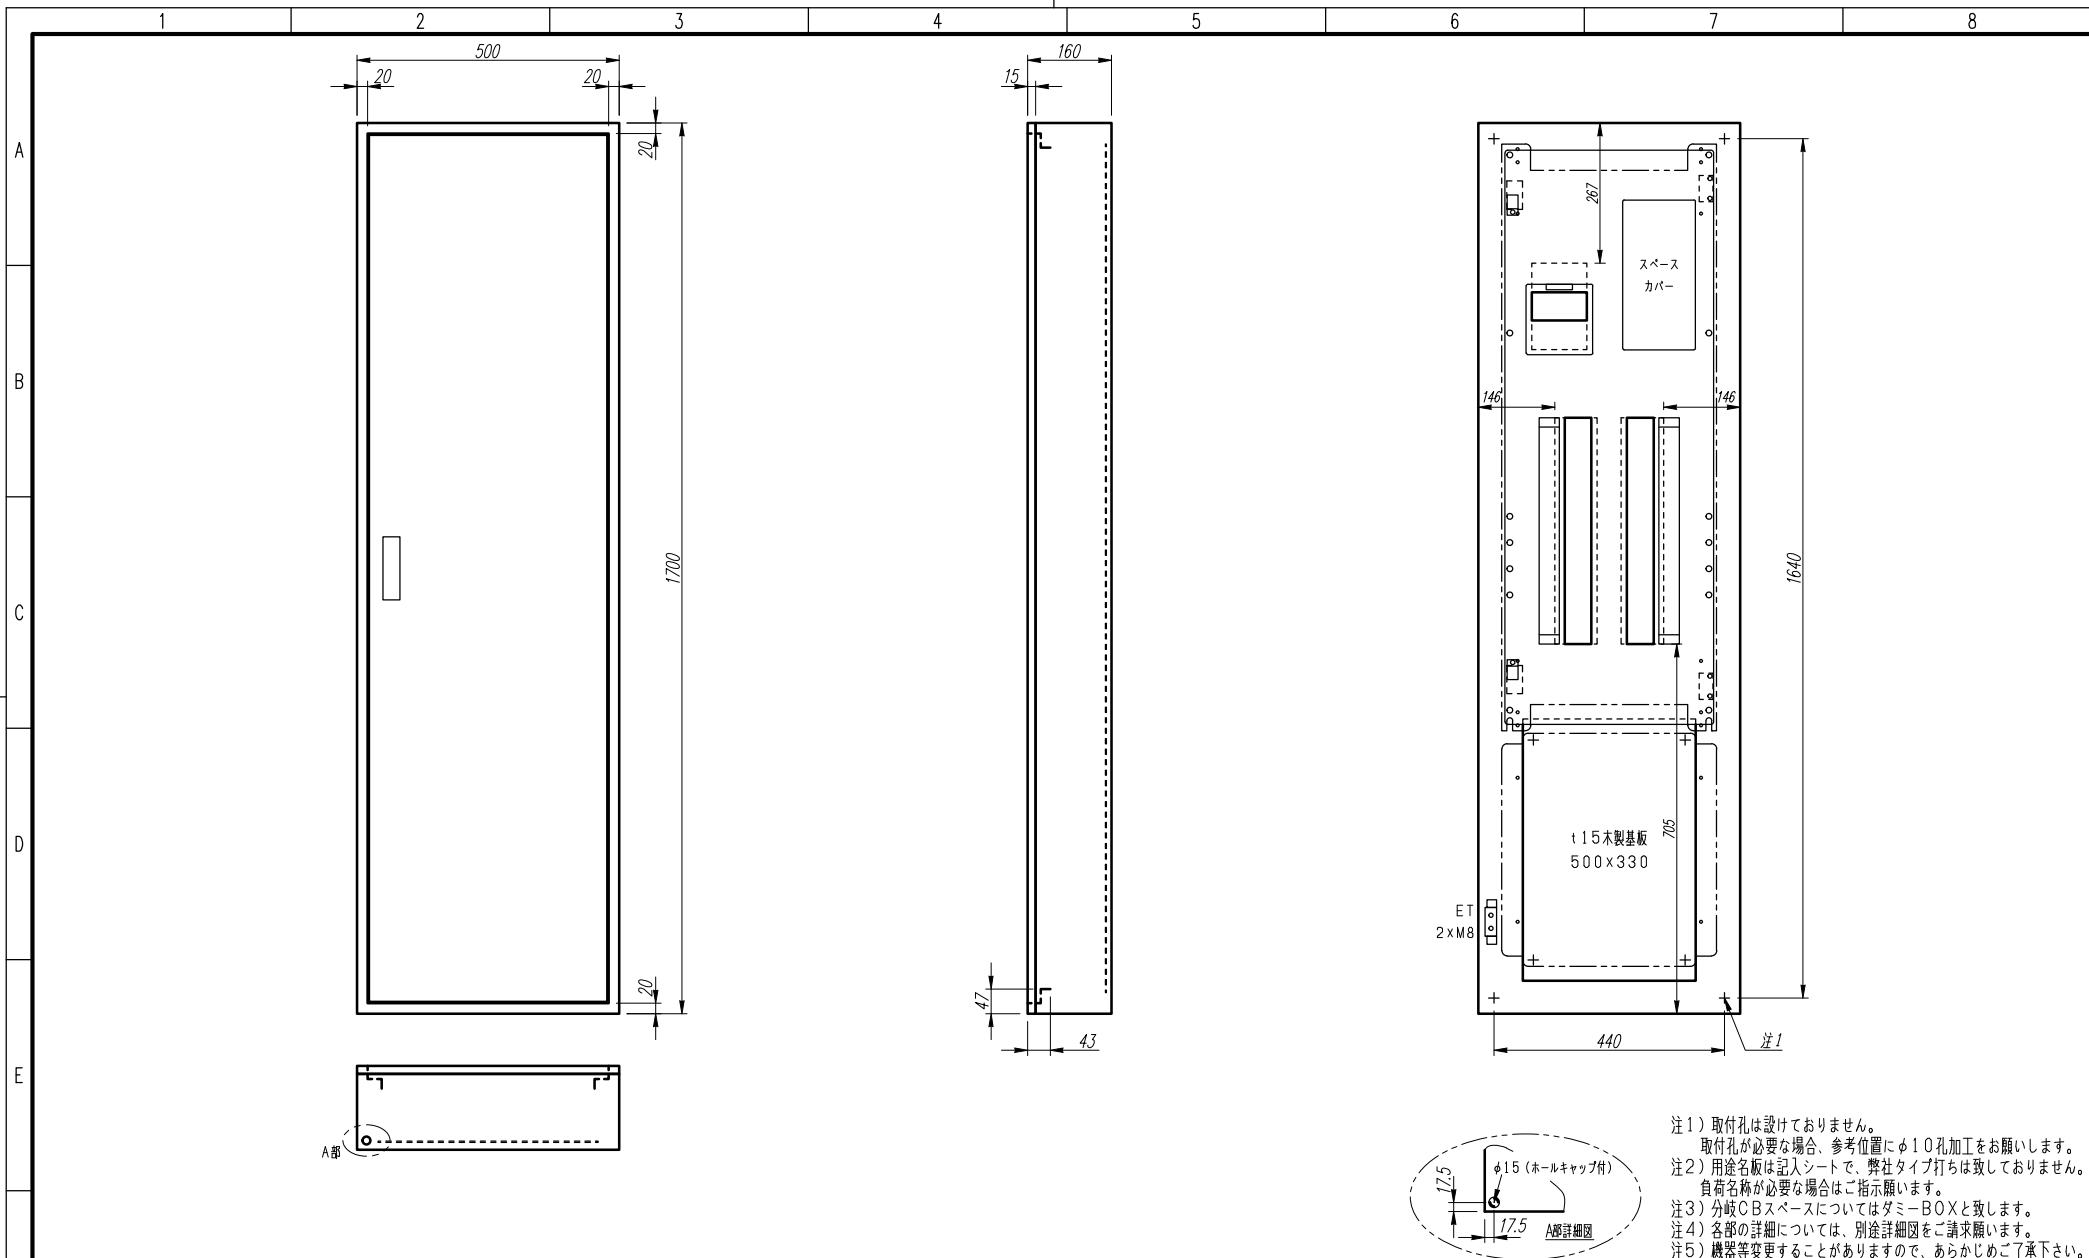 1 2 3 4 5 6 7 8
A
B
C
D
E
500
20
20
20
1700
20
160
15
47
43
267
スペース
カバー
146
146
1640
705
t15木製基板
500×330
ET
2×M8
440
注1
A部
17.5
φ15(ホールキャップ付)
17.5
A部詳細図
注1)取付孔は設けておりません。
取付孔が必要な場合、参考位置にφ10孔加工をお願いします。
注2)用途名板は記入シートで、弊社タイプ打ちは致しておりません。
負荷名称が必要な場合はご指示願います。
注3)分岐CBスペースについてはダミーBOXと致します。
注4)各部の詳細については、別途詳細図をご請求願います。
注5)機器等変更することがありますので、あらかじめご了承下さい。